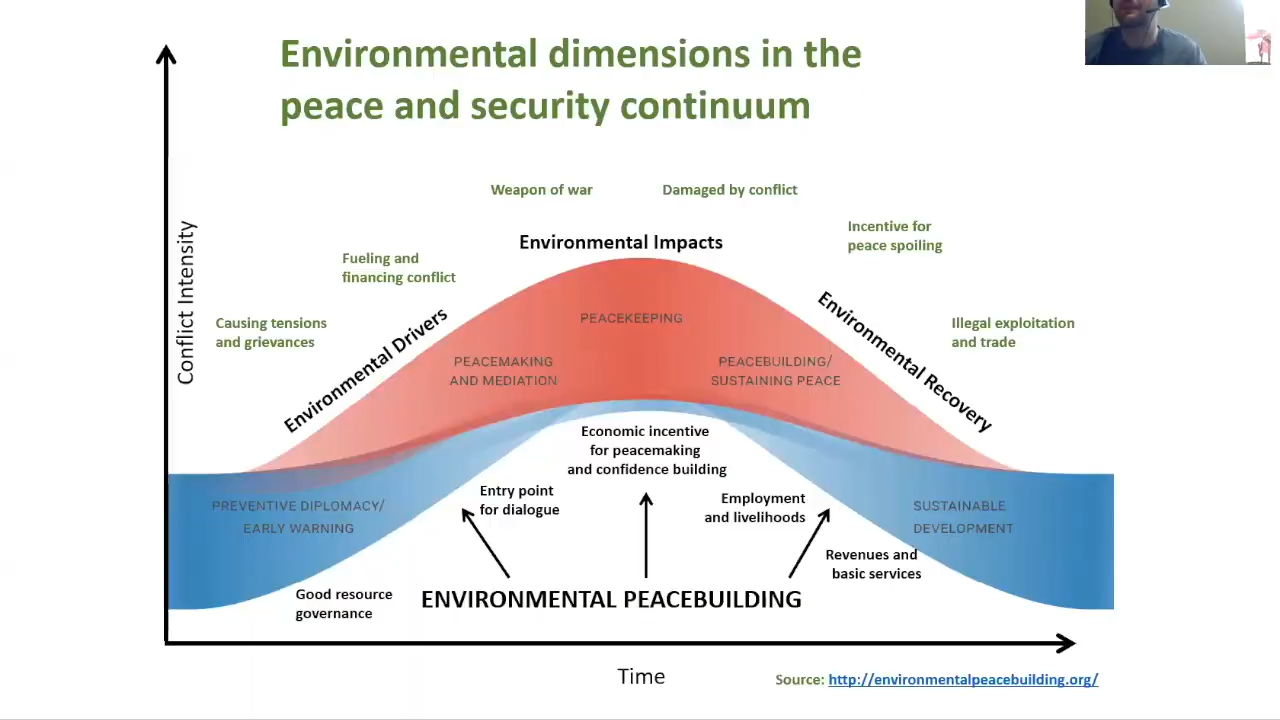 Environmental dimensions in the
peace and security continuum
Weapon of war
Damaged by conflict
Incentive for
peace spoiling
Environmental Impacts
Fueling and
financing conflict
Causing tensions
and grievances
Illegal exploitation
and trade
Conflict Intensity
Environmental Drivers
Environmental Recovery
PEACEKEEPING
PEACEMAKING
AND MEDIATION
PEACEBUILDING/
SUSTAINING PEACE
Economic incentive
for peacemaking
and confidence building
PREVENTIVE DIPLOMACY/
EARLY WARNING
Entry point
for dialogue
Employment
and livelihoods
SUSTAINABLE
DEVELOPMENT
Revenues and
basic services
Good resource
governance
ENVIRONMENTAL PEACEBUILDING
Time
Source: http://environmentalpeacebuilding.org/